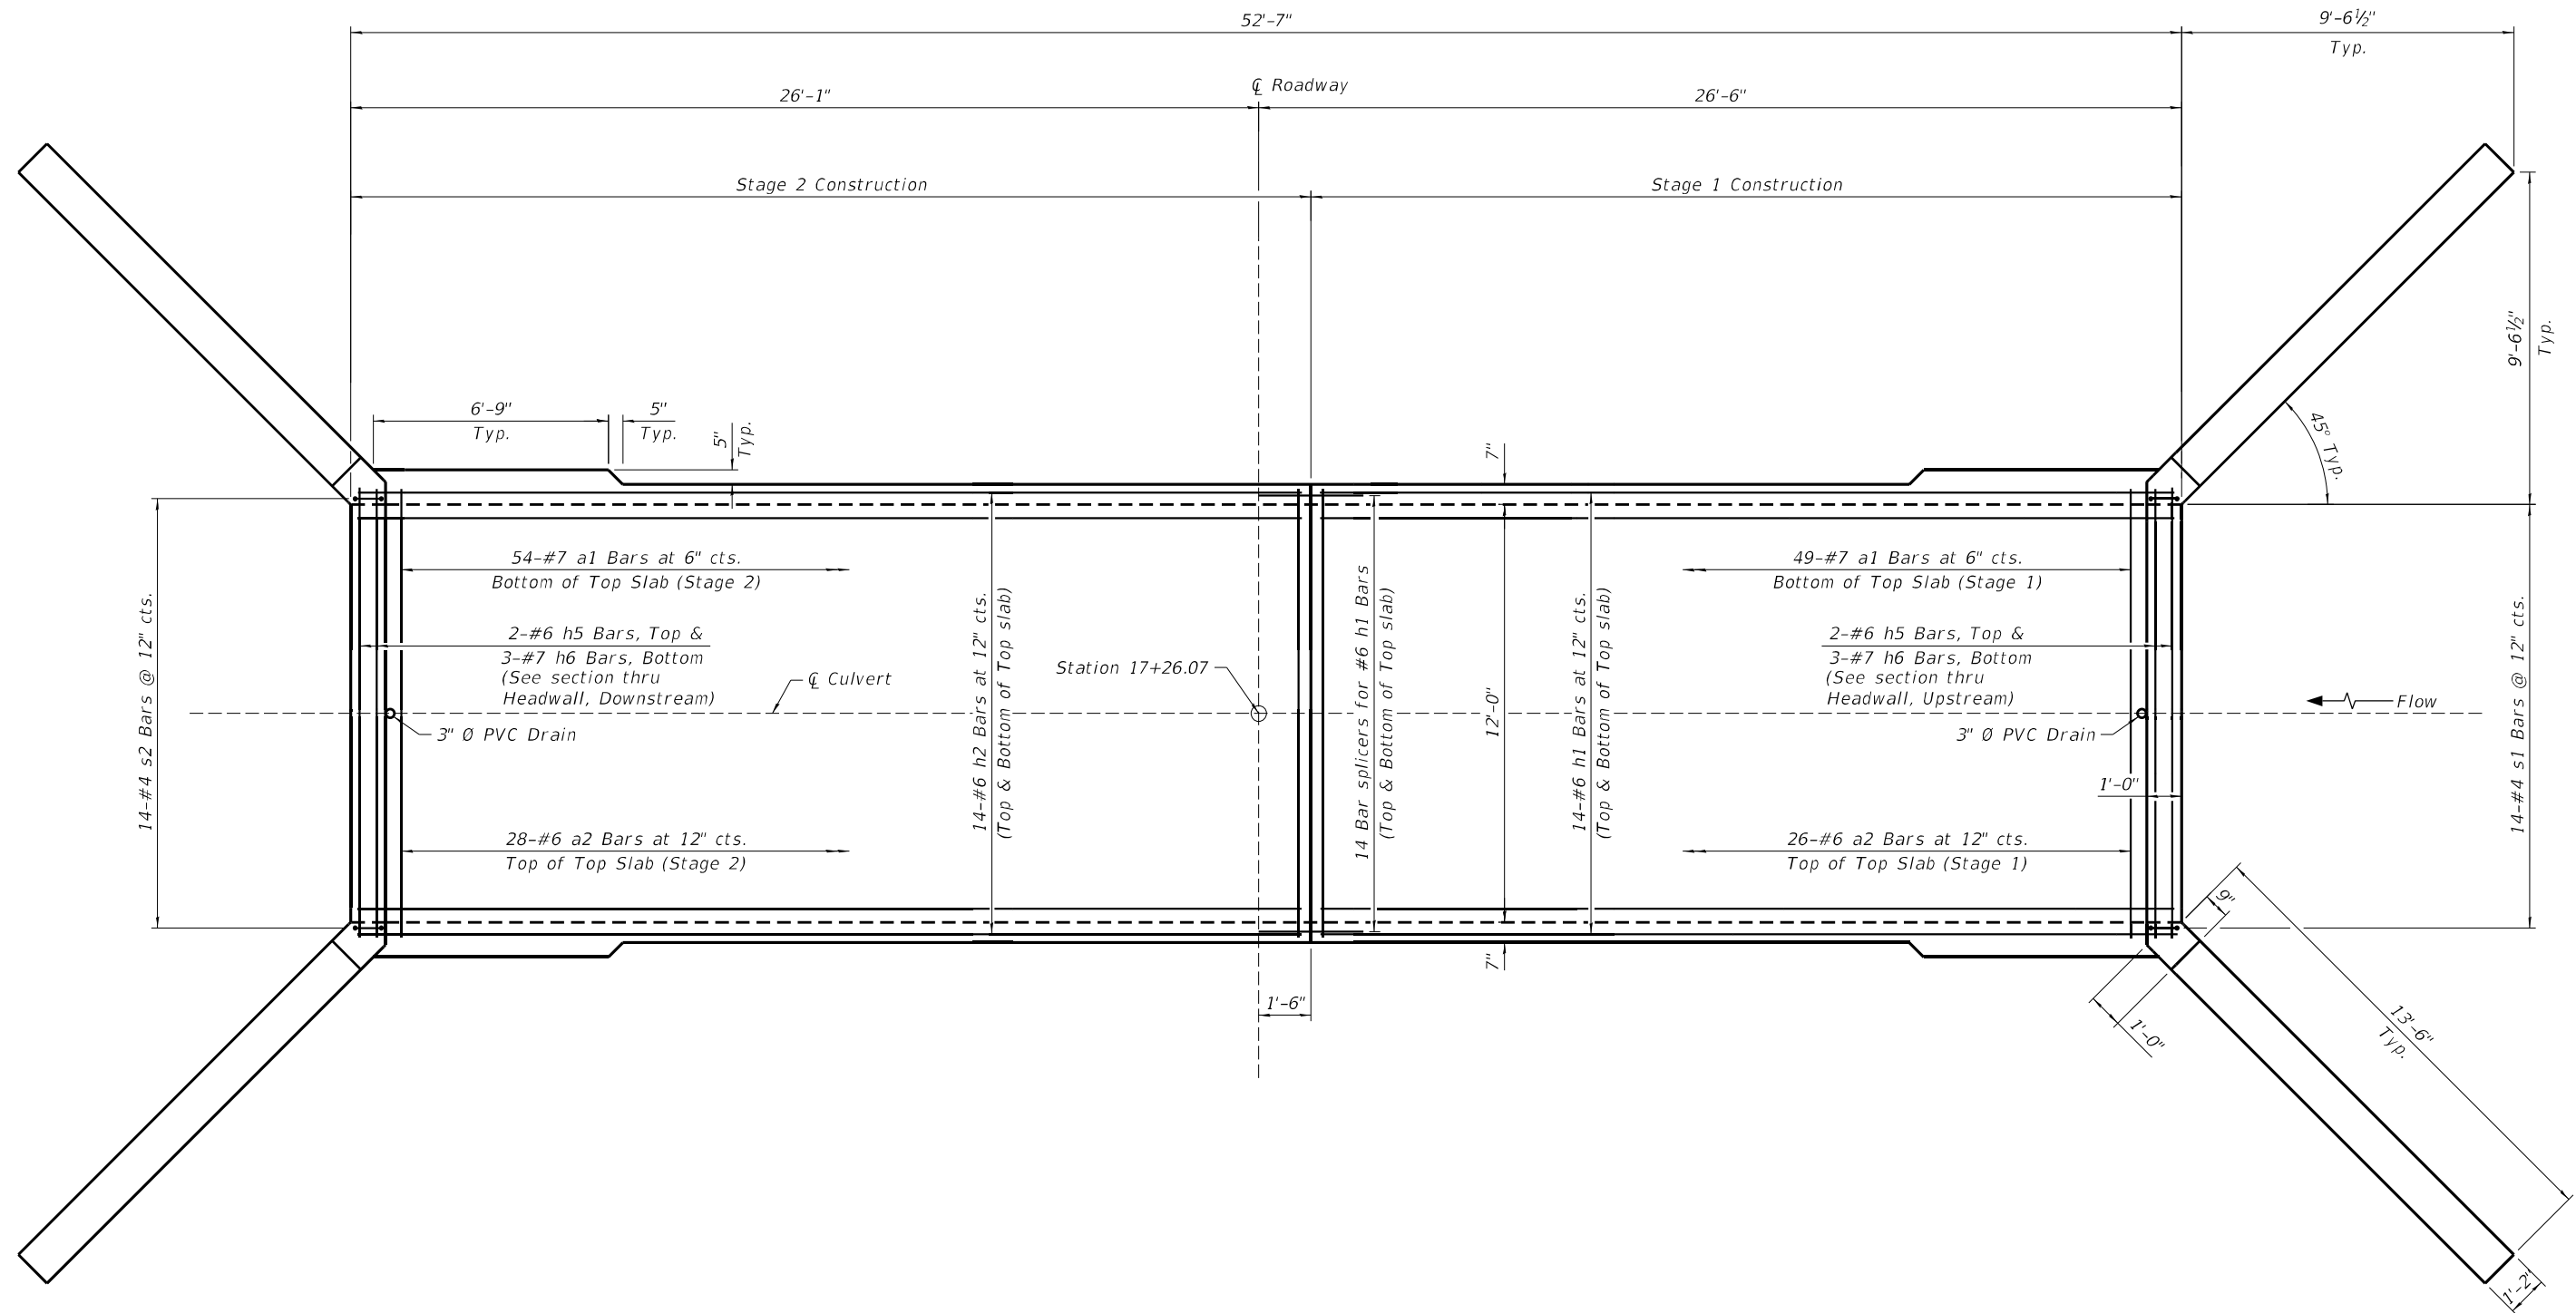 52'-7"
9'-6½"
Typ.
℄ Roadway
26'-1"
26'-6"
Stage 2 Construction
Stage 1 Construction
9'-6½"
Typ.
45° Typ.
6'-9"
Typ.
5"
Typ.
5"
Typ.
7"
54-#7 a1 Bars at 6" cts.
Bottom of Top Slab (Stage 2)
49-#7 a1 Bars at 6" cts.
Bottom of Top Slab (Stage 1)
14-#4 s2 Bars @ 12" cts.
2-#6 h5 Bars, Top &
3-#7 h6 Bars, Bottom
(See section thru
Headwall, Downstream)
℄ Culvert
3" Ø PVC Drain
14-#6 h2 Bars at 12" cts.
(Top & Bottom of Top slab)
Station 17+26.07
14 Bar splicers for #6 h1 Bars
(Top & Bottom of Top slab)
12'-0"
14-#6 h1 Bars at 12" cts.
(Top & Bottom of Top slab)
2-#6 h5 Bars, Top &
3-#7 h6 Bars, Bottom
(See section thru
Headwall, Upstream)
3" Ø PVC Drain
Flow
14-#4 s1 Bars @ 12" cts.
1'-0"
28-#6 a2 Bars at 12" cts.
Top of Top Slab (Stage 2)
26-#6 a2 Bars at 12" cts.
Top of Top Slab (Stage 1)
9"
7"
1'-6"
1'-0"
13'-6"
Typ.
1'-2"